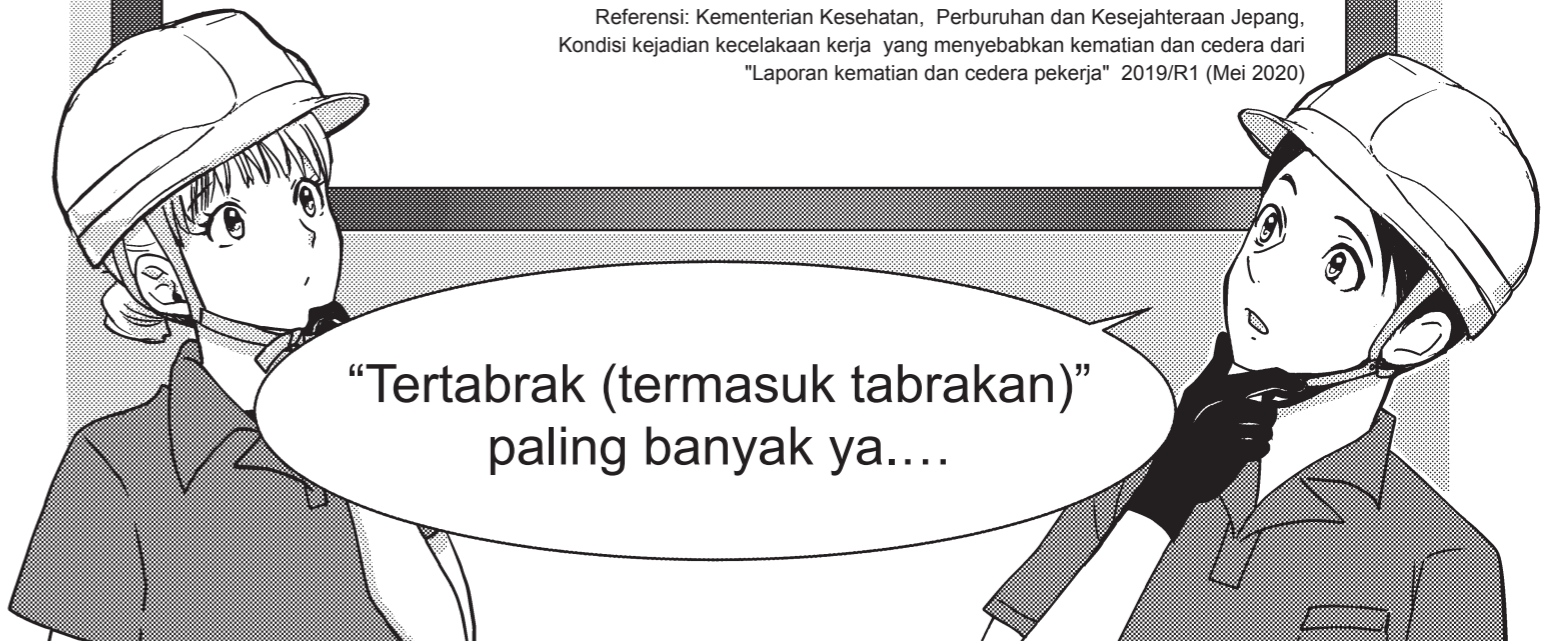 Referensi: Kementerian Kesehatan, Perburuhan dan Kesejahteraan Jepang,
Kondisi kejadian kecelakaan kerja yang menyebabkan kematian dan cedera dari
"Laporan kematian dan cedera pekerja" 2019/R1 (Mei 2020)
“Tertabrak (termasuk tabrakan)”
paling banyak ya.…